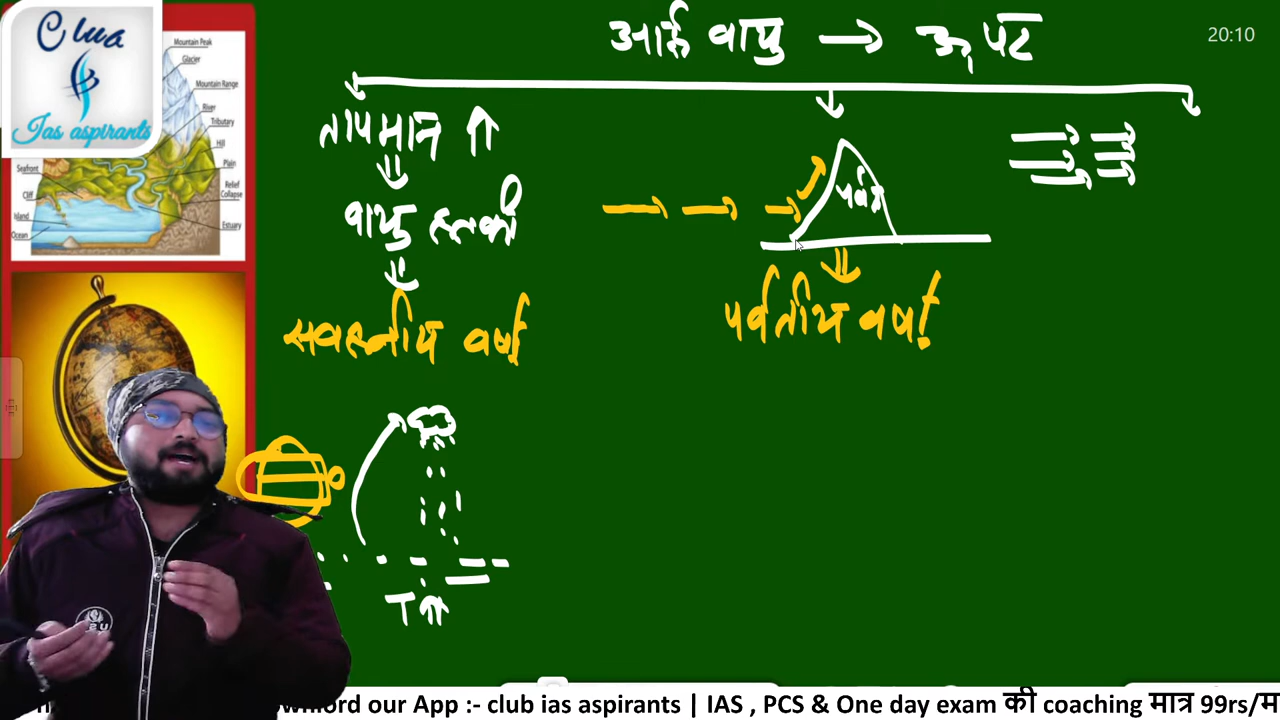 Clua
Ias aspirants
Mountain Peak
Glacier
Mountain Range
River
Tributary
Hill
Plain
Relief
Collapse
Estuary
Seafront
Cliff
Island
Ocean
आर्द्र वायु → ऊपर
20:10
तापमान ↑
वायु हल्की
संवहनीय वर्षा
T↑↑
पर्वत
पर्वतीय वर्षा
our App :- club ias aspirants | IAS , PCS & One day exam की coaching मात्र 99rs/म